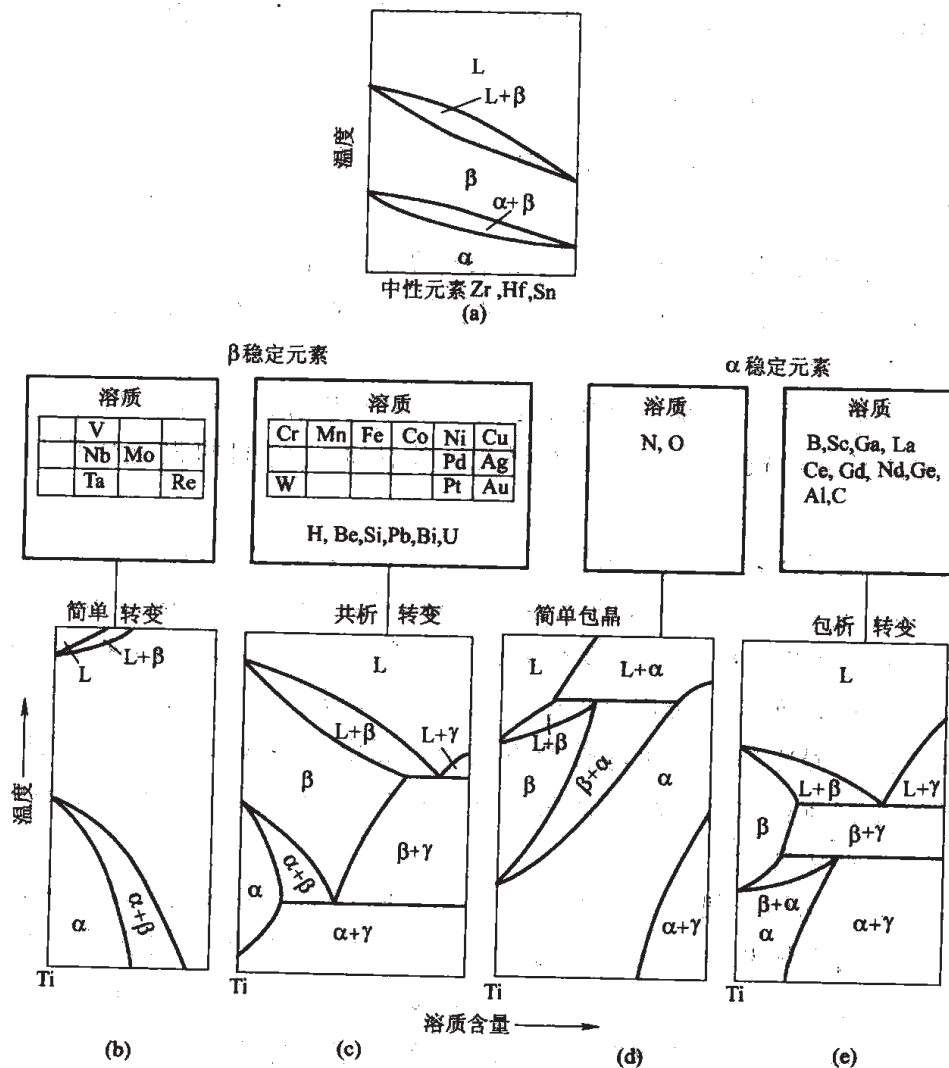 L
L+β
温度
β
α+β
α
中性元素 Zr ,Hf,Sn
(a)
β稳定元素
α 稳定元素
溶质
V
Nb Mo
Ta Re
溶质
Cr Mn Fe Co Ni Cu
Pd Ag
W Pt Au
H, Be,Si,Pb,Bi,U
溶质
N, O
溶质
B,Sc,Ga, La
Ce, Gd, Nd,Ge,
Al,C
简单 转变
共析 转变
简单包晶
包析 转变
温度
L
L+β
α
α+β
Ti
L
L+β
L+γ
β
α
α+β
β+γ
α+γ
Ti
L
L+α
L+β
β
β+α
α
α+γ
Ti
L
L+β
L+γ
β
β+γ
β+α
α
α+γ
Ti
溶质含量
(b)
(c)
(d)
(e)